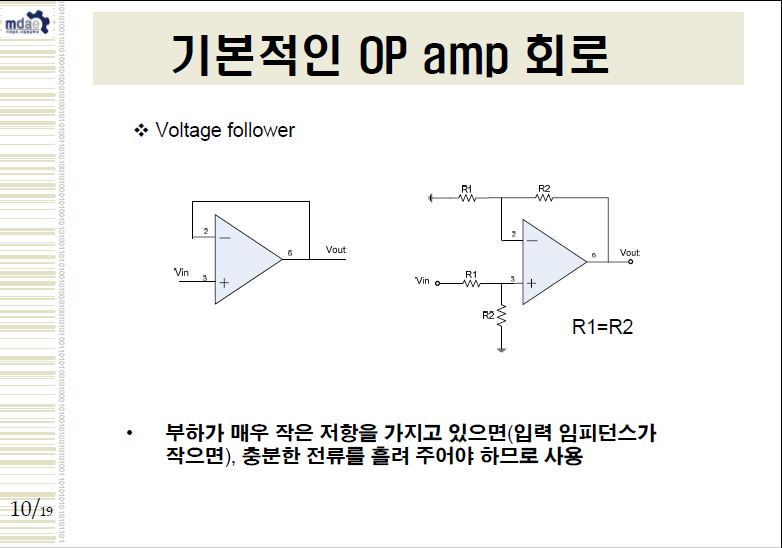 mdae
기본적인 OP amp 회로
❖ Voltage follower
R1 R2
2
6
Vout
Vin
3
2
6
Vout
Vin
R1
3
R2
R1=R2
• 부하가 매우 작은 저항을 가지고 있으면(입력 임피던스가
작으면), 충분한 전류를 흘려 주어야 하므로 사용
10/19